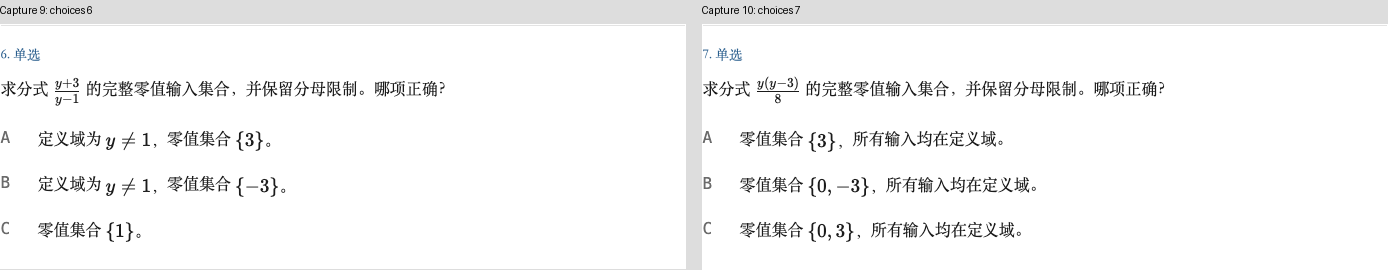 Capture 9: choices 6
6. 单选
求分式 \frac{y+3}{y-1} 的完整零值输入集合，并保留分母限制。哪项正确？
A 定义域为 y ≠ 1，零值集合 {3}。
B 定义域为 y ≠ 1，零值集合 {−3}。
C 零值集合 {1}。
Capture 10: choices 7
7. 单选
求分式 \frac{y(y−3)}{8} 的完整零值输入集合，并保留分母限制。哪项正确？
A 零值集合 {3}，所有输入均在定义域。
B 零值集合 {0, −3}，所有输入均在定义域。
C 零值集合 {0, 3}，所有输入均在定义域。